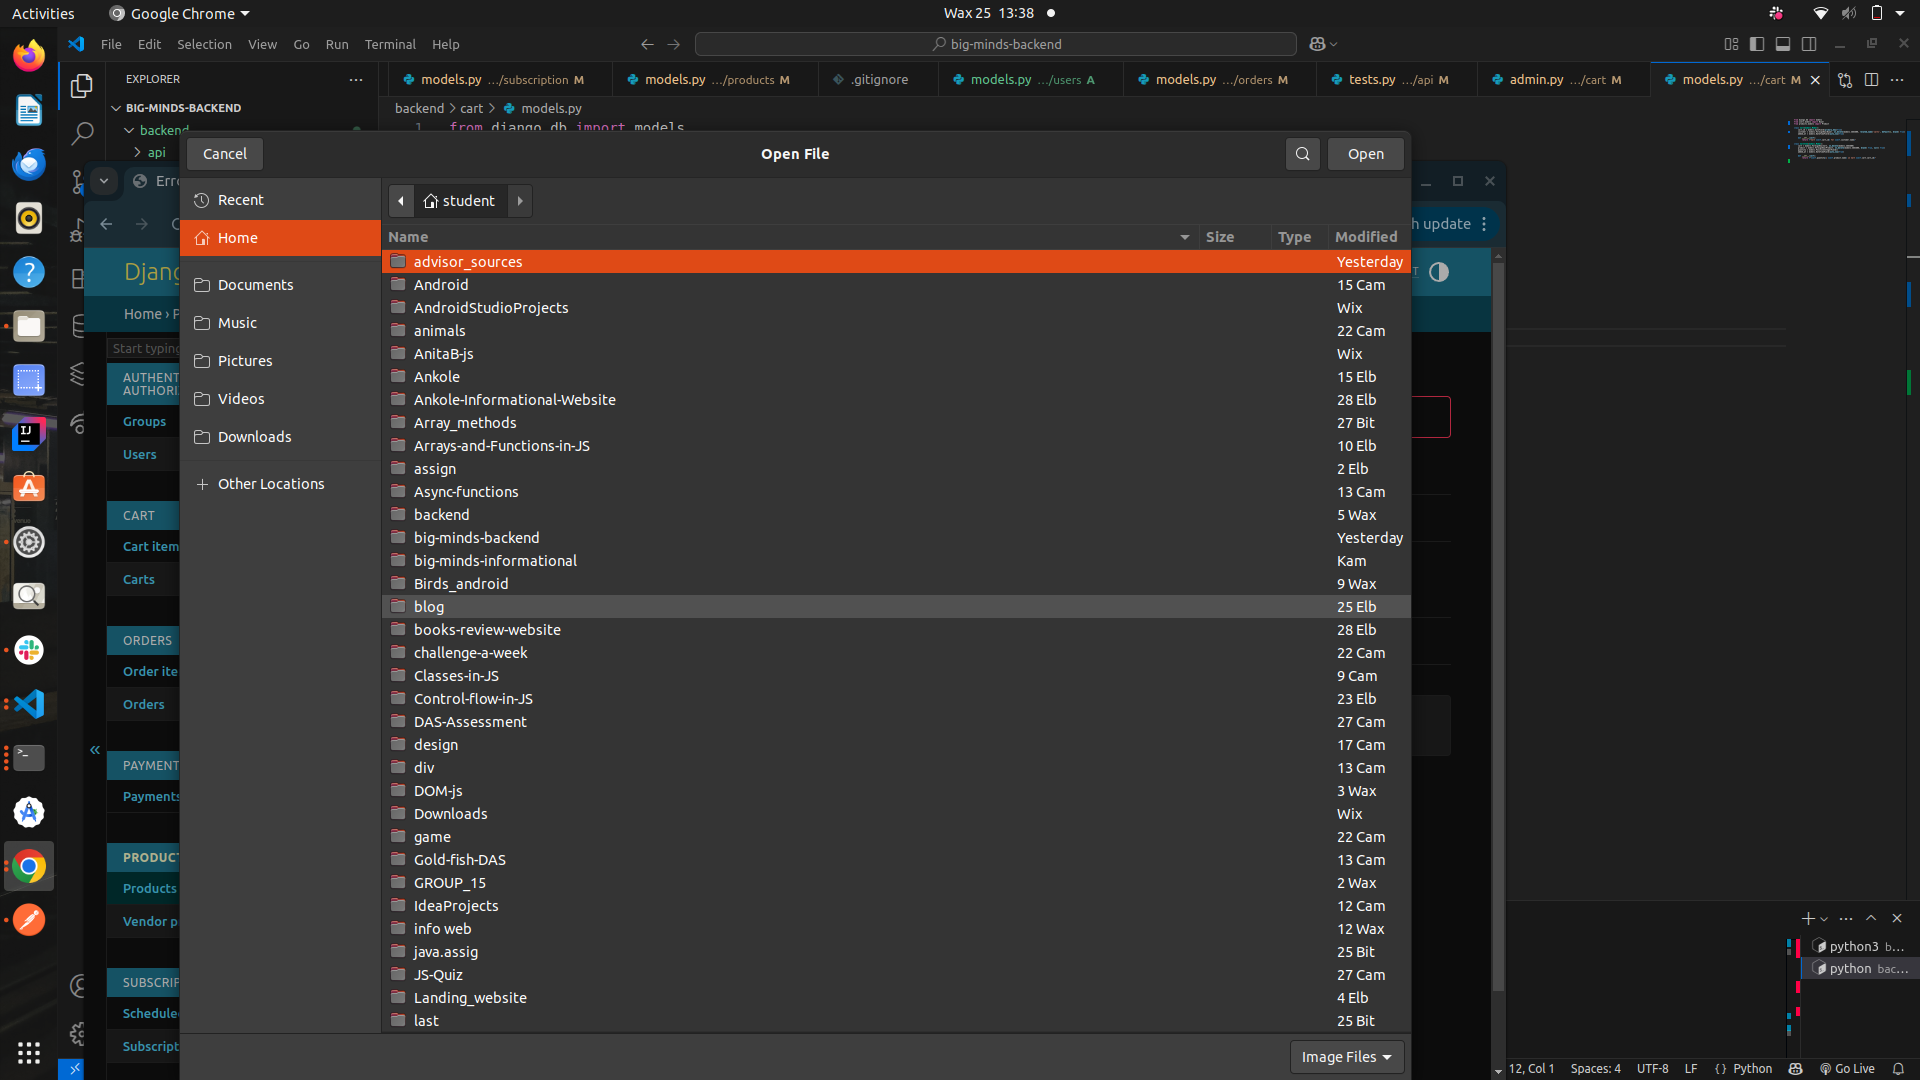 Activities
Google Chrome
Wax 25 13:38
File Edit Selection View Go Run Terminal Help
big-minds-backend
EXPLORER
models.py .../subscription M
models.py .../products M
.gitignore
models.py .../users A
models.py .../orders M
tests.py .../api M
admin.py .../cart M
models.py .../cart M
BIG-MINDS-BACKEND
backend > cart > models.py
backend
1 from django.db import models
api
Cancel
Open File
Open
Recent
student
h update
Home
Name Size Type Modified
Documents
Music
Pictures
Videos
Downloads
Other Locations
advisor_sources Yesterday
Android 15 Cam
AndroidStudioProjects Wix
animals 22 Cam
AnitaB-js Wix
Ankole 15 Elb
Ankole-Informational-Website 28 Elb
Array_methods 27 Bit
Arrays-and-Functions-in-JS 10 Elb
assign 2 Elb
Async-functions 13 Cam
backend 5 Wax
big-minds-backend Yesterday
big-minds-informational Kam
Birds_android 9 Wax
blog 25 Elb
books-review-website 28 Elb
challenge-a-week 22 Cam
Classes-in-JS 9 Cam
Control-flow-in-JS 23 Elb
DAS-Assessment 27 Cam
design 17 Cam
div 13 Cam
DOM-js 3 Wax
Downloads Wix
game 22 Cam
Gold-fish-DAS 13 Cam
GROUP_15 2 Wax
IdeaProjects 12 Cam
info web 12 Wax
java.assig 25 Bit
JS-Quiz 27 Cam
Landing_website 4 Elb
last 25 Bit
Image Files
Erro
Djang
Home › P
Start typing
AUTHENT
AUTHORI
Groups
Users
CART
Cart item
Carts
ORDERS
Order ite
Orders
PAYMENT
Payments
PRODUCT
Products
Vendor p
SUBSCRIP
Schedule
Subscript
python3 b...
python bac...
12, Col 1 Spaces: 4 UTF-8 LF {} Python Go Live